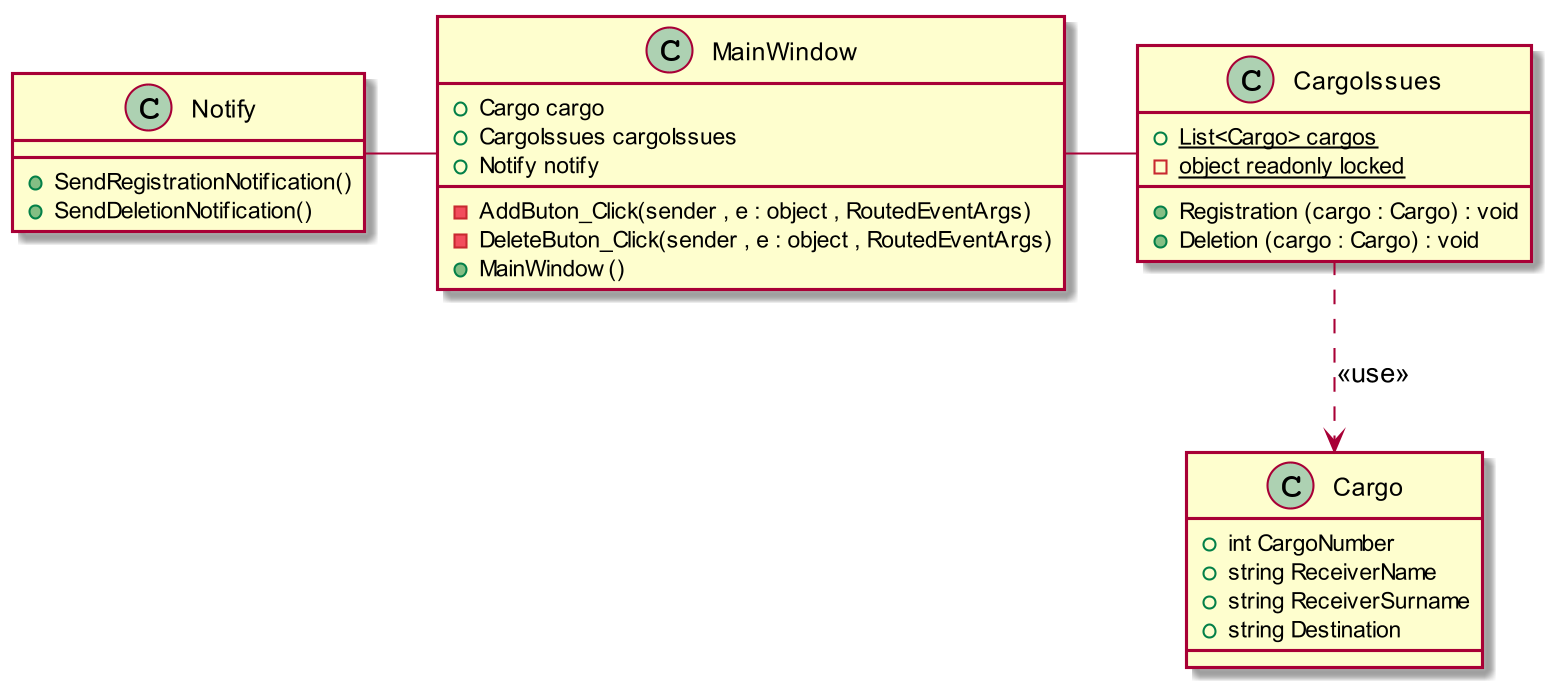 C Notify
SendRegistrationNotification()
SendDeletionNotification()
C MainWindow
Cargo cargo
CargoIssues cargoIssues
Notify notify
AddButon_Click(sender , e : object , RoutedEventArgs)
DeleteButon_Click(sender , e : object , RoutedEventArgs)
MainWindow ()
C CargoIssues
List<Cargo> cargos
object readonly locked
Registration (cargo : Cargo) : void
Deletion (cargo : Cargo) : void
«use»
C Cargo
int CargoNumber
string ReceiverName
string ReceiverSurname
string Destination